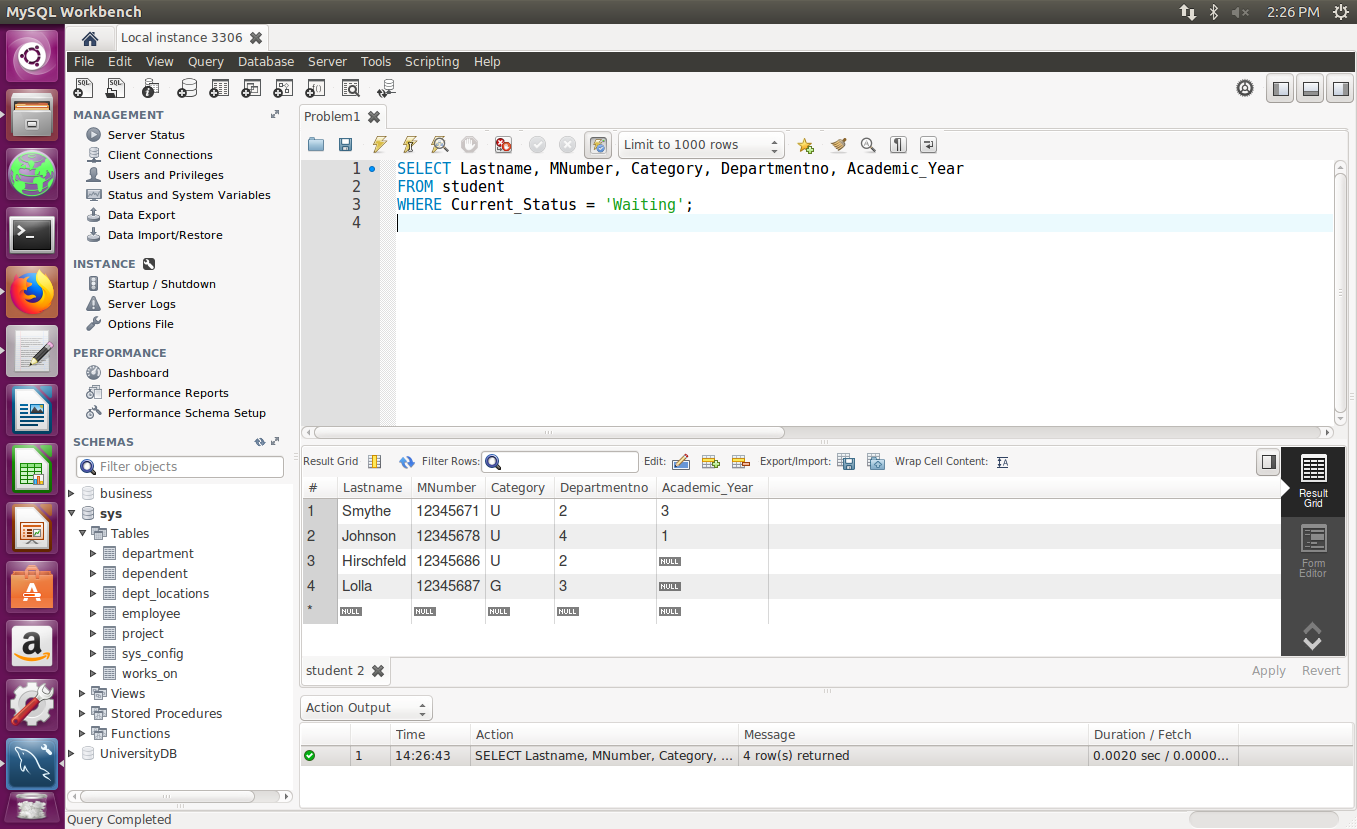 MySQL Workbench
2:26 PM
Local instance 3306
File Edit View Query Database Server Tools Scripting Help
MANAGEMENT
Server Status
Client Connections
Users and Privileges
Status and System Variables
Data Export
Data Import/Restore
INSTANCE
Startup / Shutdown
Server Logs
Options File
PERFORMANCE
Dashboard
Performance Reports
Performance Schema Setup
SCHEMAS
Filter objects
business
sys
Tables
department
dependent
dept_locations
employee
project
sys_config
works_on
Views
Stored Procedures
Functions
UniversityDB
Problem1
Limit to 1000 rows
1 SELECT Lastname, MNumber, Category, Departmentno, Academic_Year
2 FROM student
3 WHERE Current_Status = 'Waiting';
4
Result Grid Filter Rows: Edit: Export/Import: Wrap Cell Content:
# Lastname MNumber Category Departmentno Academic_Year
1 Smythe 12345671 U 2 3
2 Johnson 12345678 U 4 1
3 Hirschfeld 12345686 U 2 NULL
4 Lolla 12345687 G 3 NULL
* NULL NULL NULL NULL NULL
Result
Grid
Form
Editor
student 2
Apply Revert
Action Output
Time Action Message Duration / Fetch
1 14:26:43 SELECT Lastname, MNumber, Category, ... 4 row(s) returned 0.0020 sec / 0.0000...
Query Completed